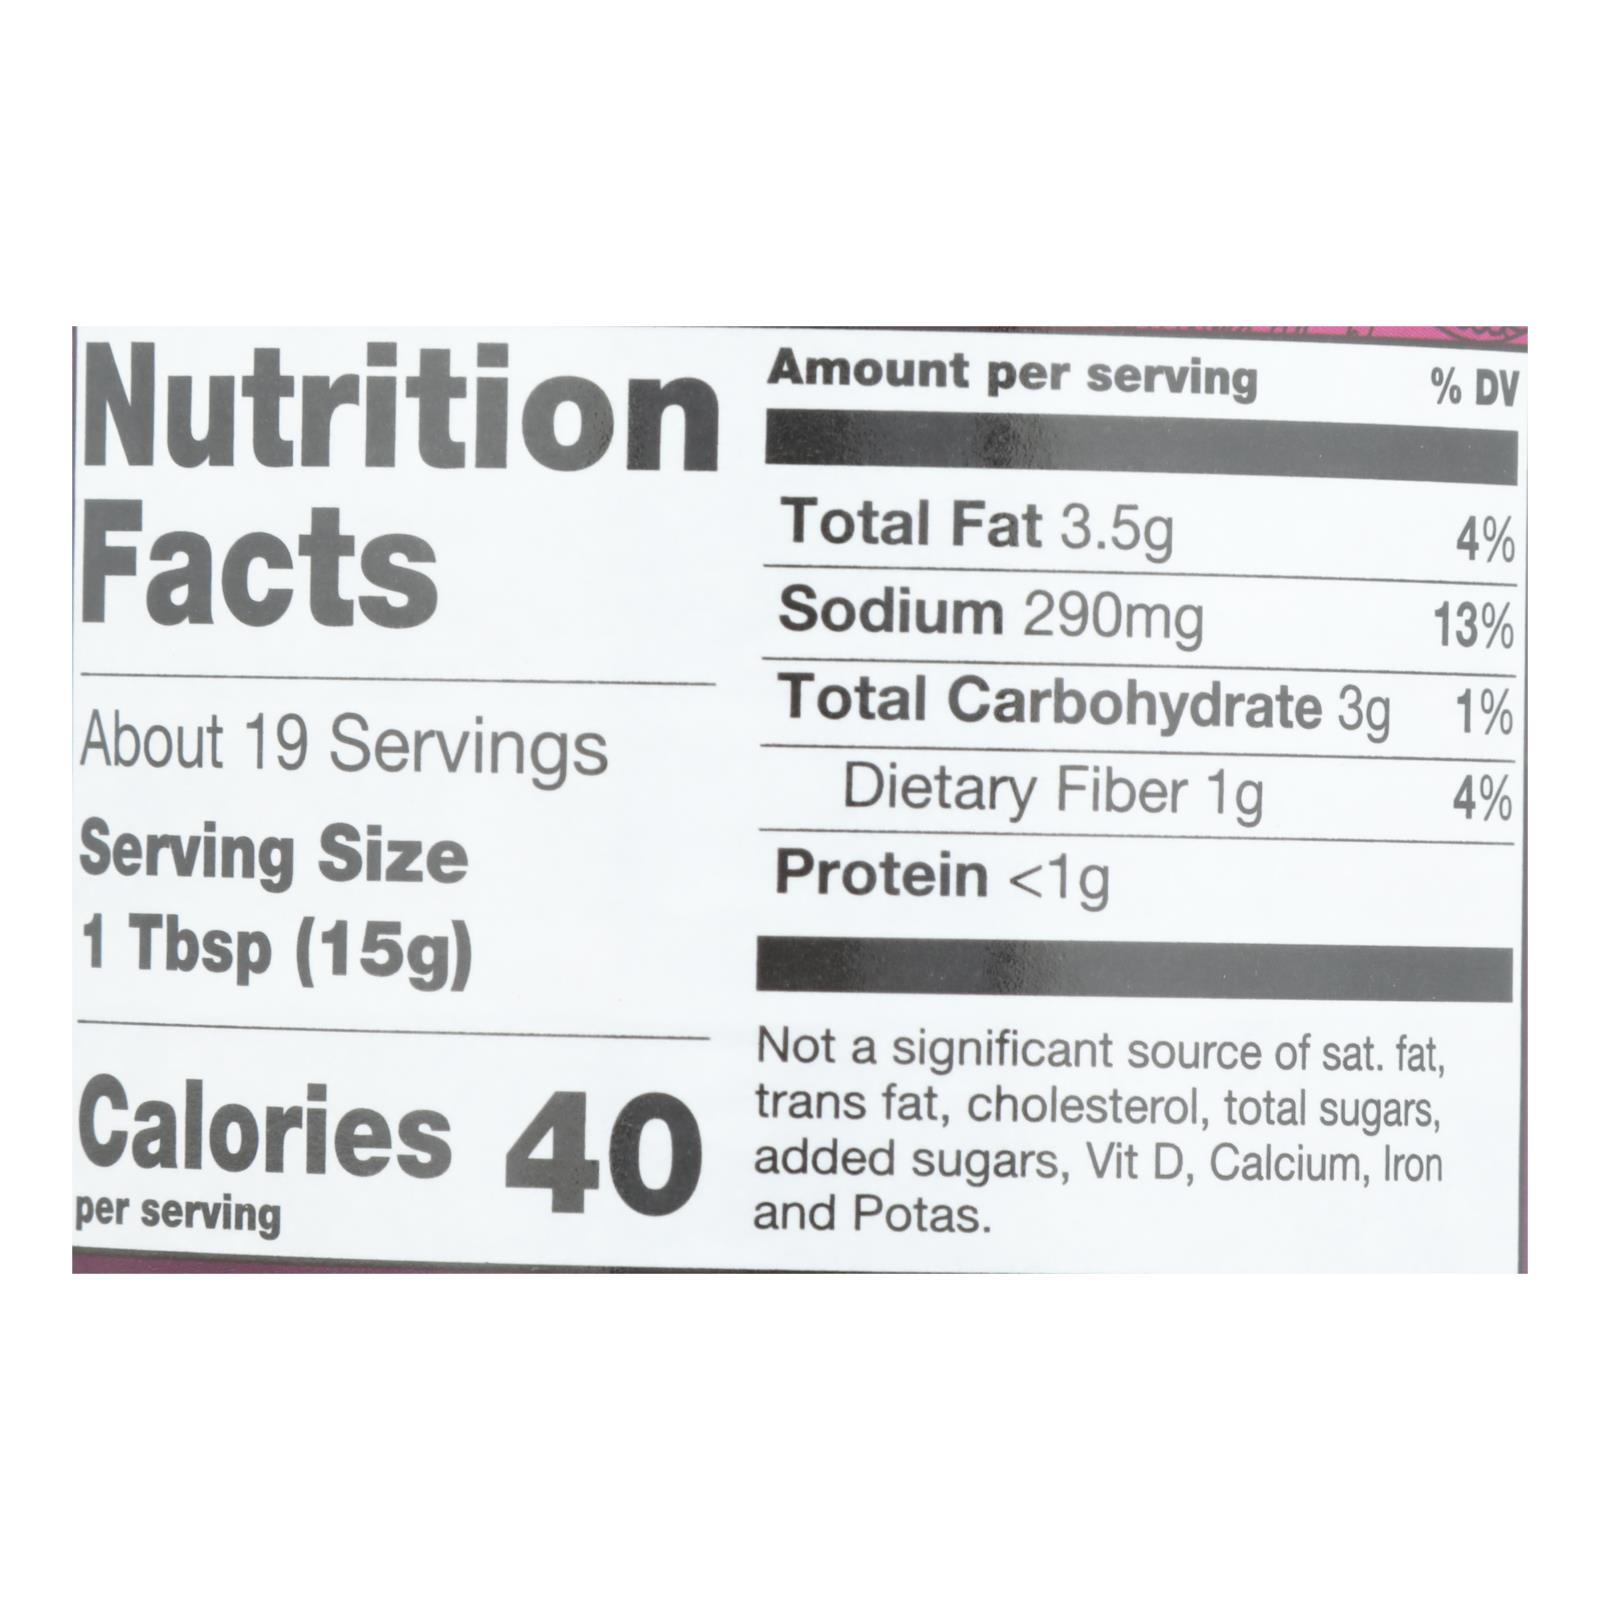 Nutrition
Facts
About 19 Servings
Serving Size
1 Tbsp (15g)
Calories 40
per serving
Amount per serving % DV
Total Fat 3.5g 4%
Sodium 290mg 13%
Total Carbohydrate 3g 1%
Dietary Fiber 1g 4%
Protein <1g
Not a significant source of sat. fat,
trans fat, cholesterol, total sugars,
added sugars, Vit D, Calcium, Iron
and Potas.